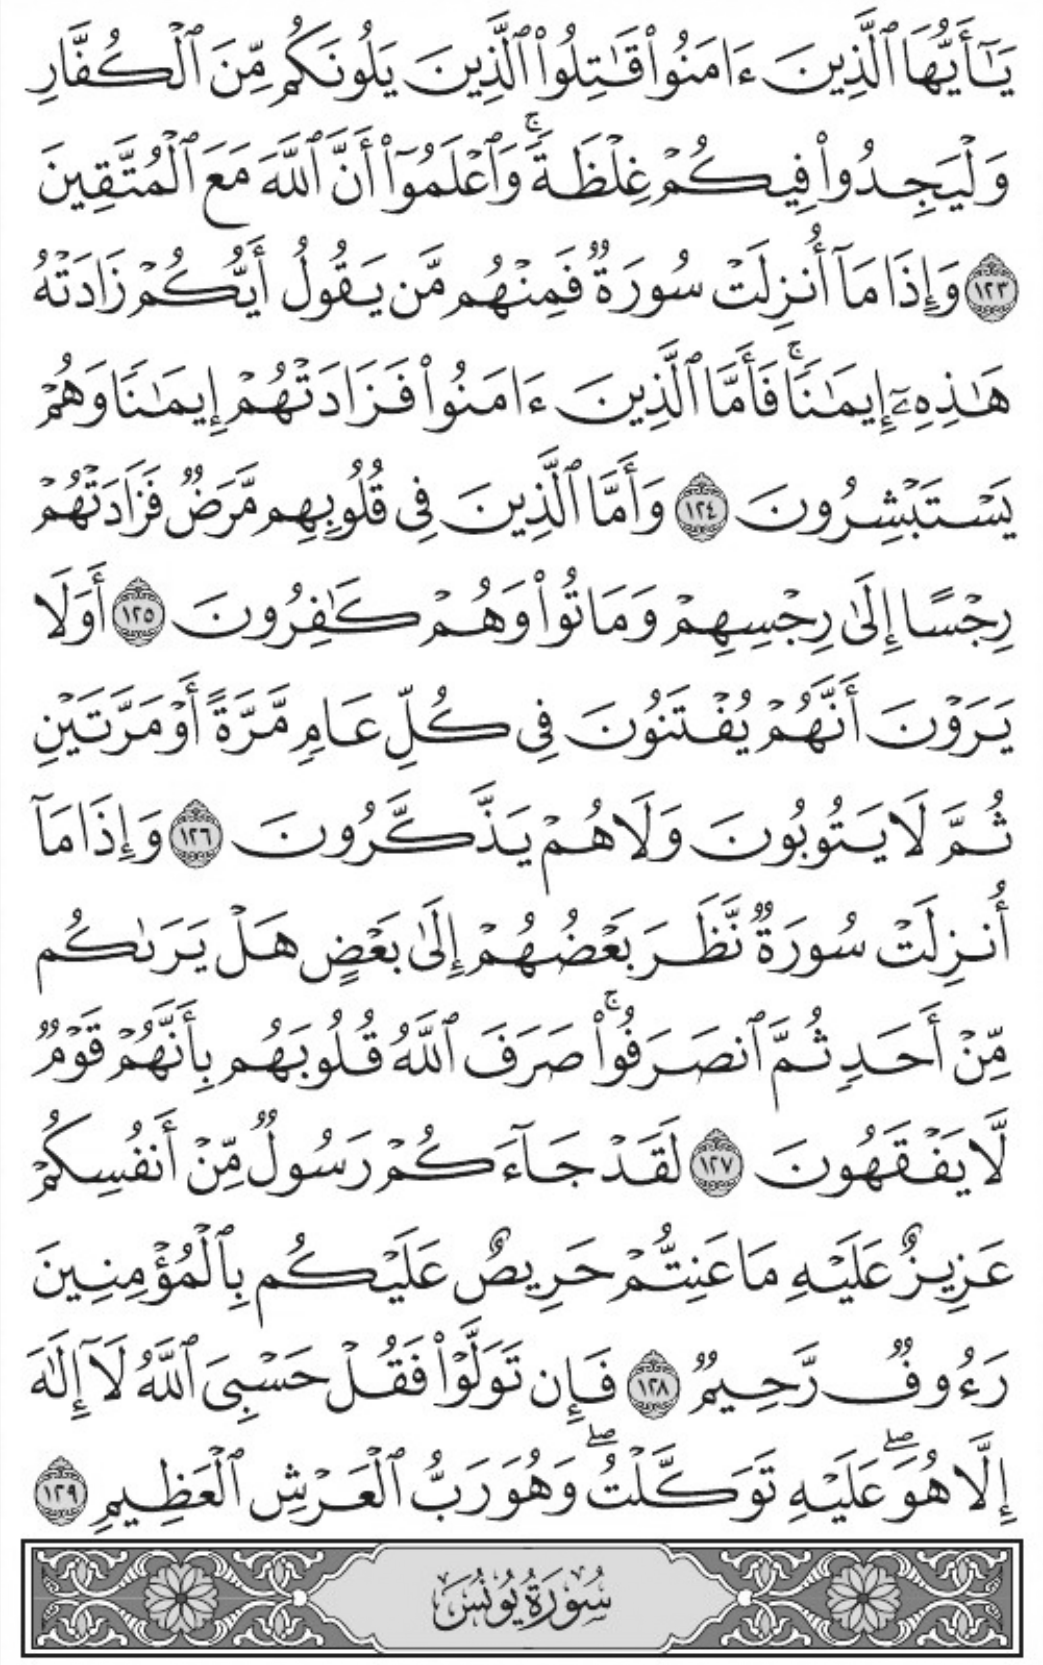 يَٰٓأَيُّهَا ٱلَّذِينَ ءَامَنُوا۟ قَٰتِلُوا۟ ٱلَّذِينَ يَلُونَكُم مِّنَ ٱلْكُفَّارِ
وَلْيَجِدُوا۟ فِيكُمْ غِلْظَةً ۚ وَٱعْلَمُوٓا۟ أَنَّ ٱللَّهَ مَعَ ٱلْمُتَّقِينَ
١٢٣ وَإِذَا مَآ أُنزِلَتْ سُورَةٌ فَمِنْهُم مَّن يَقُولُ أَيُّكُمْ زَادَتْهُ
هَٰذِهِۦٓ إِيمَٰنًا ۚ فَأَمَّا ٱلَّذِينَ ءَامَنُوا۟ فَزَادَتْهُمْ إِيمَٰنًا وَهُمْ
يَسْتَبْشِرُونَ ١٢٤ وَأَمَّا ٱلَّذِينَ فِى قُلُوبِهِم مَّرَضٌ فَزَادَتْهُمْ
رِجْسًا إِلَىٰ رِجْسِهِمْ وَمَاتُوا۟ وَهُمْ كَٰفِرُونَ ١٢٥ أَوَلَا
يَرَوْنَ أَنَّهُمْ يُفْتَنُونَ فِى كُلِّ عَامٍ مَّرَّةً أَوْ مَرَّتَيْنِ
ثُمَّ لَا يَتُوبُونَ وَلَا هُمْ يَذَّكَّرُونَ ١٢٦ وَإِذَا مَآ
أُنزِلَتْ سُورَةٌ نَّظَرَ بَعْضُهُمْ إِلَىٰ بَعْضٍ هَلْ يَرَىٰكُم
مِّنْ أَحَدٍ ثُمَّ ٱنصَرَفُوا۟ ۚ صَرَفَ ٱللَّهُ قُلُوبَهُم بِأَنَّهُمْ قَوْمٌ
لَّا يَفْقَهُونَ ١٢٧ لَقَدْ جَآءَكُمْ رَسُولٌ مِّنْ أَنفُسِكُمْ
عَزِيزٌ عَلَيْهِ مَا عَنِتُّمْ حَرِيصٌ عَلَيْكُم بِٱلْمُؤْمِنِينَ
رَءُوفٌ رَّحِيمٌ ١٢٨ فَإِن تَوَلَّوْا۟ فَقُلْ حَسْبِىَ ٱللَّهُ لَآ إِلَٰهَ
إِلَّا هُوَ ۖ عَلَيْهِ تَوَكَّلْتُ ۖ وَهُوَ رَبُّ ٱلْعَرْشِ ٱلْعَظِيمِ ١٢٩
سُورَةُ يُونُسَ